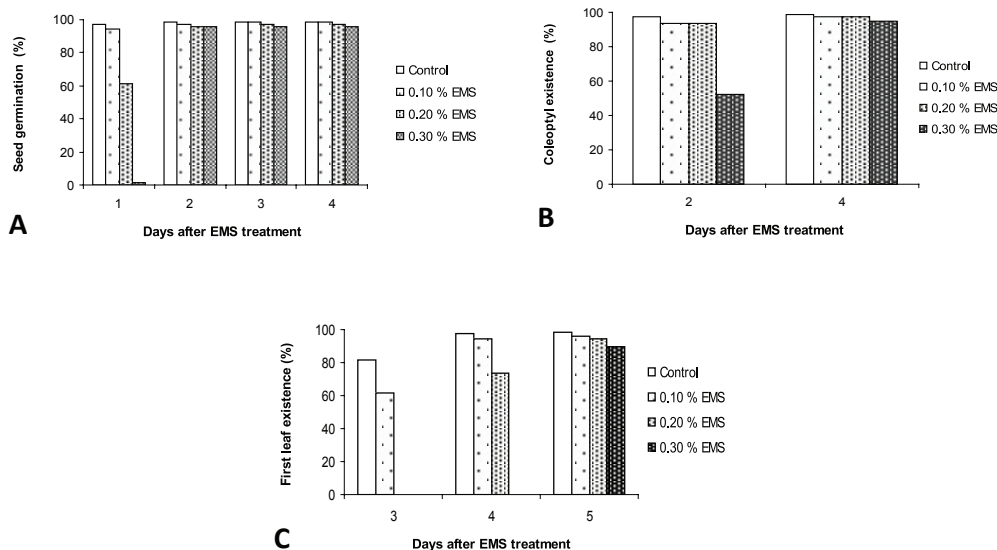 100
80
60
40
20
0
Seed germination (%)
1 2 3 4
Days after EMS treatment
Control
0.10 % EMS
0.20 % EMS
0.30 % EMS
A
100
80
60
40
20
0
Coleoptyl existence (%)
2 4
Days after EMS treatment
Control
0.10 % EMS
0.20 % EMS
0.30 % EMS
B
100
80
60
40
20
0
First leaf existence (%)
3 4 5
Days after EMS treatment
Control
0.10 % EMS
0.20 % EMS
0.30 % EMS
C